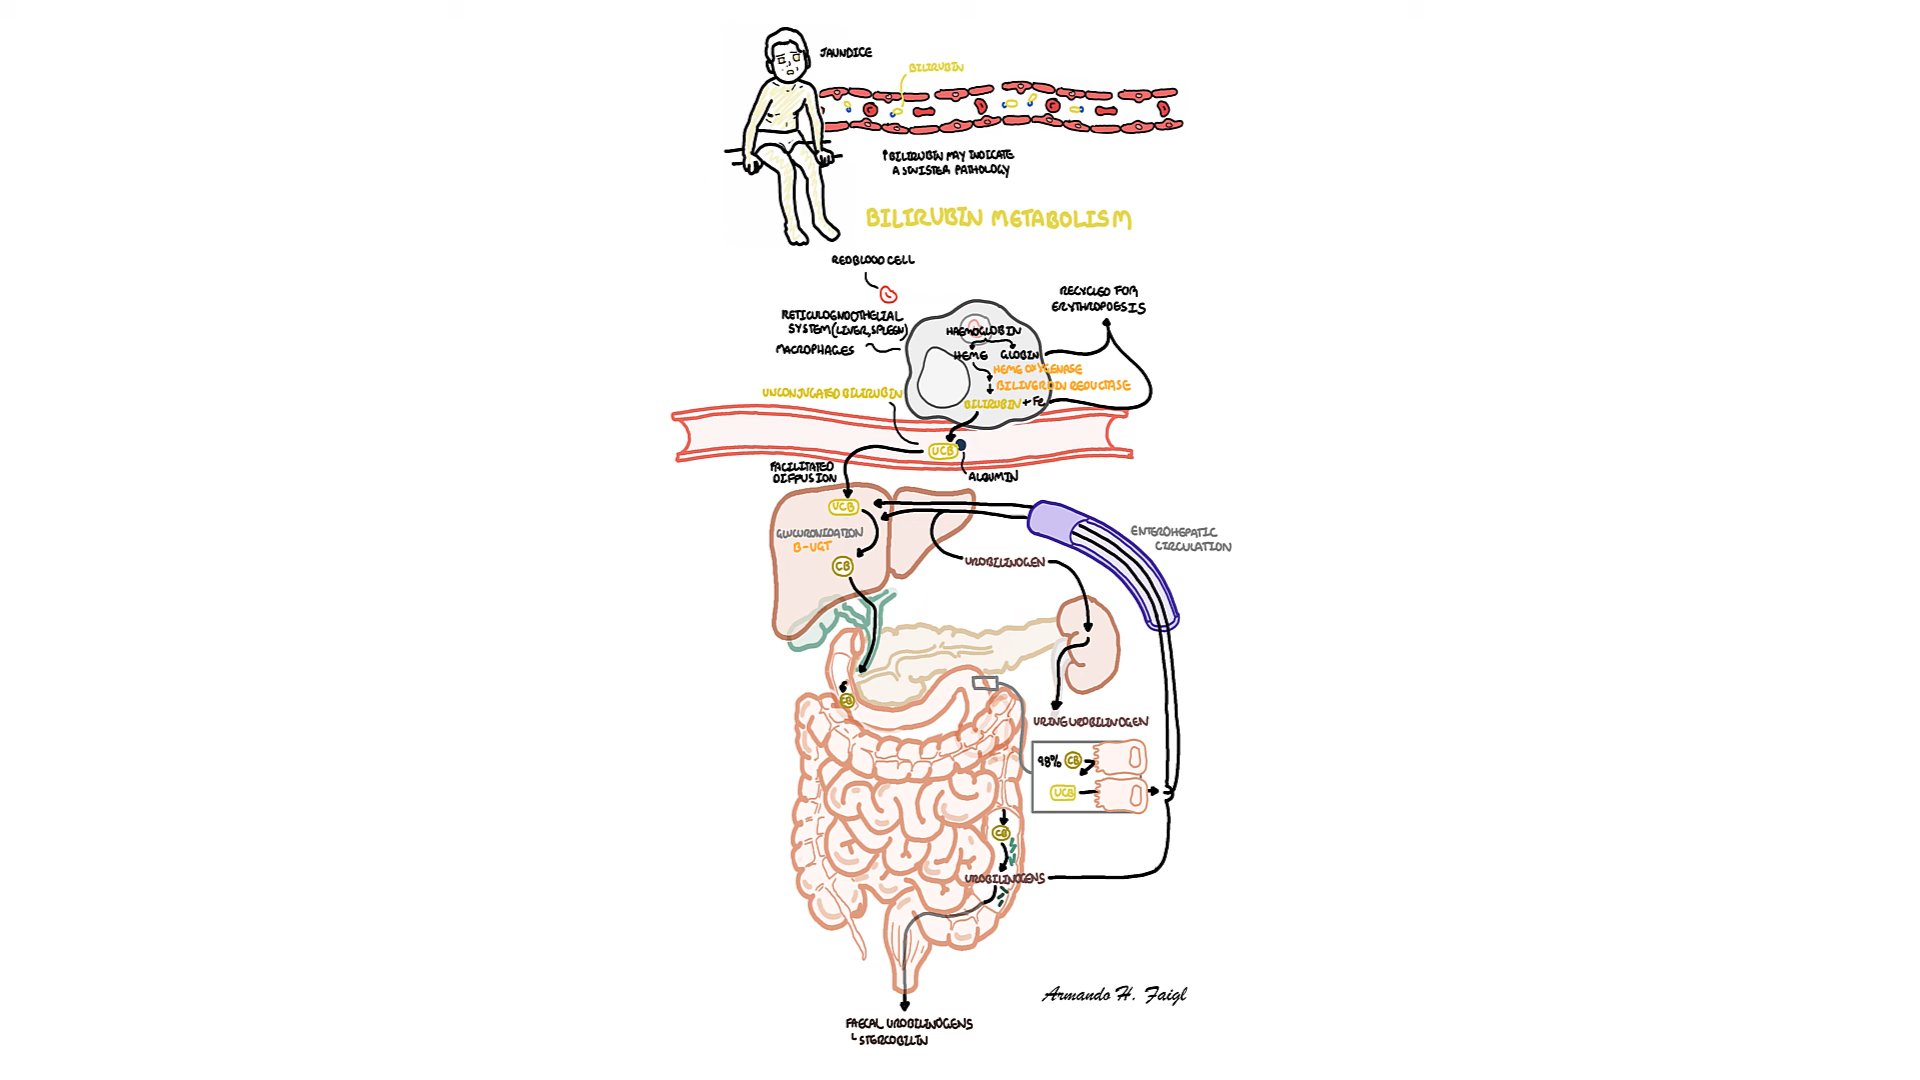 JAUNDICE
BILIRUBIN
↑BILIRUBIN MAY INDICATE
A SINISTER PATHOLOGY
BILIRUBIN METABOLISM
RED BLOOD CELL
RECYCLED FOR
ERYTHROPOESIS
RETICULOENDOTHELIAL
SYSTEM (LIVER, SPLEEN)
MACROPHAGES
HAEMOGLOBIN
HEME GLOBIN
HEME OXYGENASE
BILIVERDIN REDUCTASE
BILIRUBIN + Fe
UNCONJUGATED BILIRUBIN
UCB
ALBUMIN
FACILITATED
DIFFUSION
UCB
GLUCURONIDATION
B-UGT
CB
ENTEROHEPATIC
CIRCULATION
UROBILINOGEN
CB
URINE UROBILINOGEN
98% CB
UCB
CB
UROBILINOGENS
Armando H. Faigl
FAECAL UROBILINOGENS
↳ STERCOBILIN